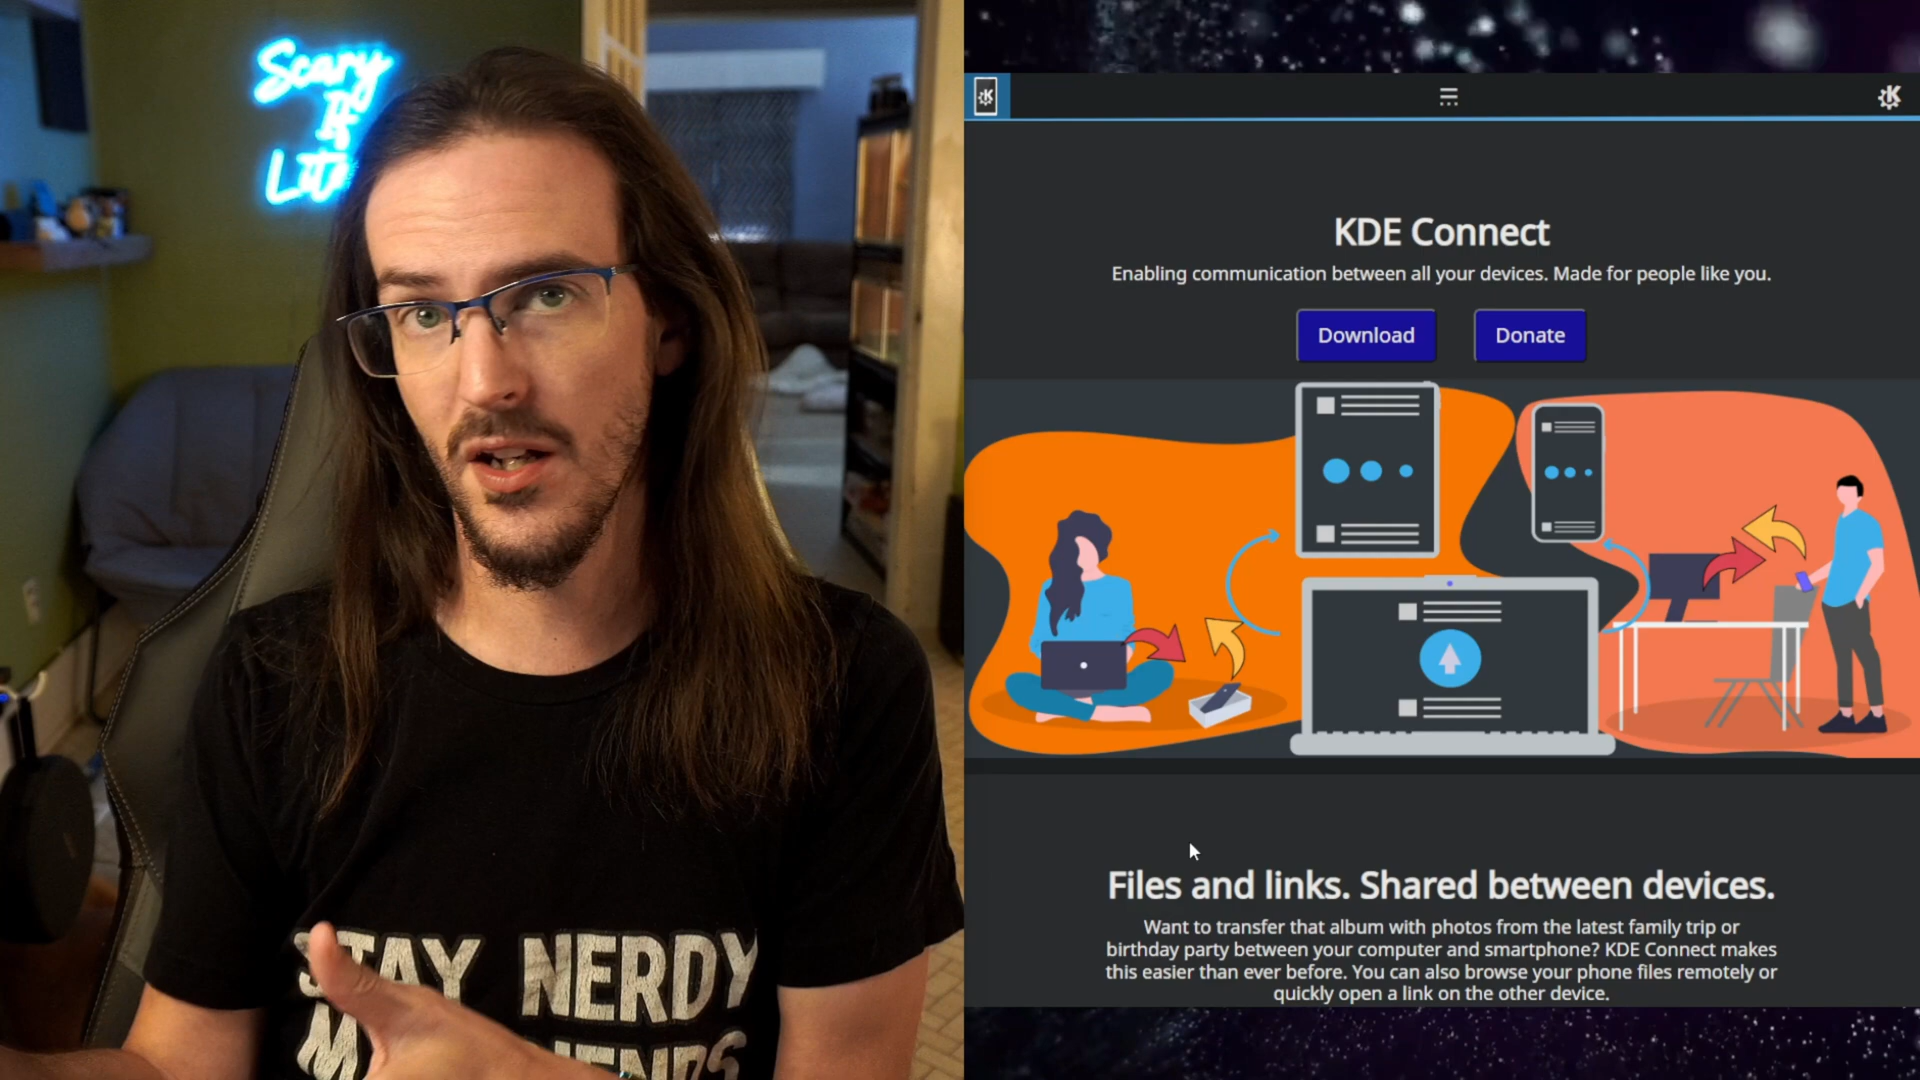 Scary
Is
STAY NERDY
KDE Connect
Enabling communication between all your devices. Made for people like you.
Download
Donate
Files and links. Shared between devices.
Want to transfer that album with photos from the latest family trip or
birthday party between your computer and smartphone? KDE Connect makes
this easier than ever before. You can also browse your phone files remotely or
quickly open a link on the other device.